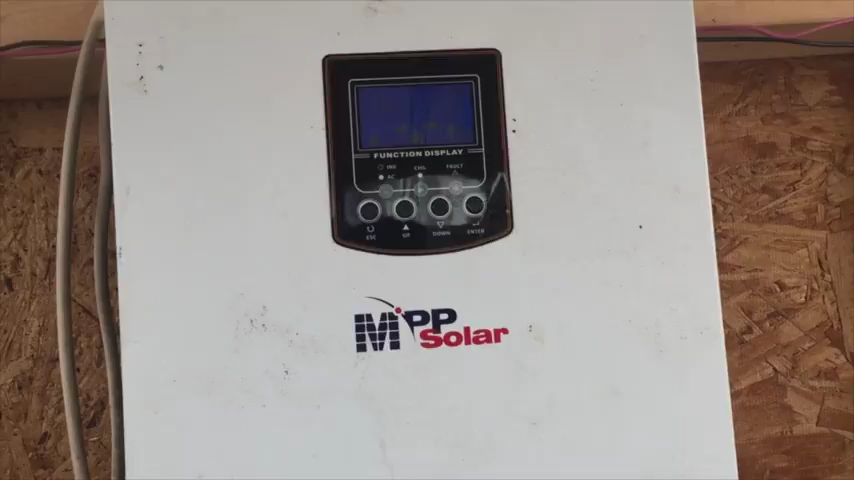 FUNCTION DISPLAY
INV CHG FAULT
AC
ESC UP DOWN ENTER
MPP
Solar